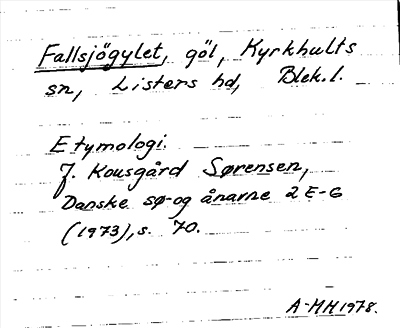 Fallsjögylet, göl, Kyrkhults
sn, Listers hd, Blek. l.
Etymologi.
J. Kousgård Sørensen,
Danske sø- og ånavne 2 E-G
(1973), s. 70.
A-MH 1978.